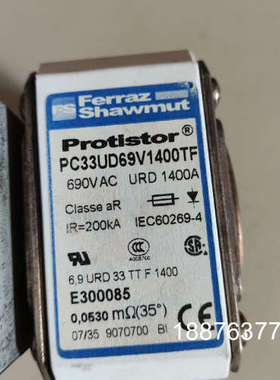 FS Ferraz Shawmut
Protistor®
PC33UD69V1400TF
690VAC URD 1400A
Classe aR
IR=200kA IEC60269-4
6,9 URD 33 TT F 1400
E300085
0,0530 mΩ(35°)
07/35 9070700 BI
18876377